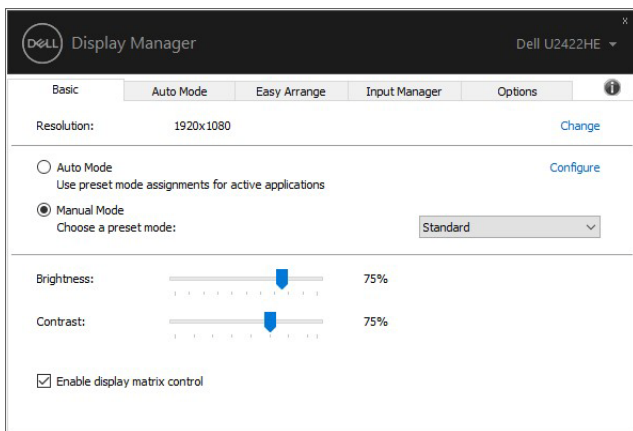 x
DELL Display Manager Dell U2422HE
Basic Auto Mode Easy Arrange Input Manager Options
Resolution: 1920x1080 Change
Auto Mode Configure
Use preset mode assignments for active applications
Manual Mode
Choose a preset mode: Standard
Brightness: 75%
Contrast: 75%
Enable display matrix control